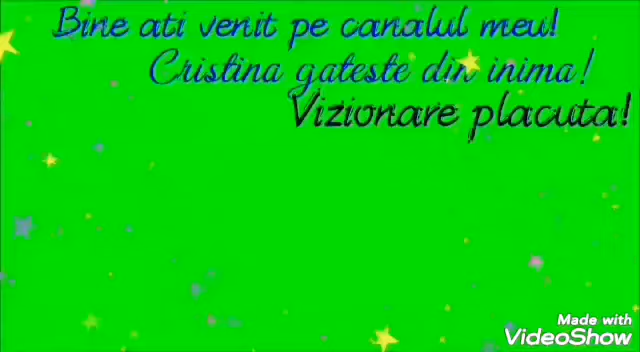 Bine ati venit pe canalul meu!
Cristina gateste din inima!
Vizionare placuta!
Made with
VideoShow